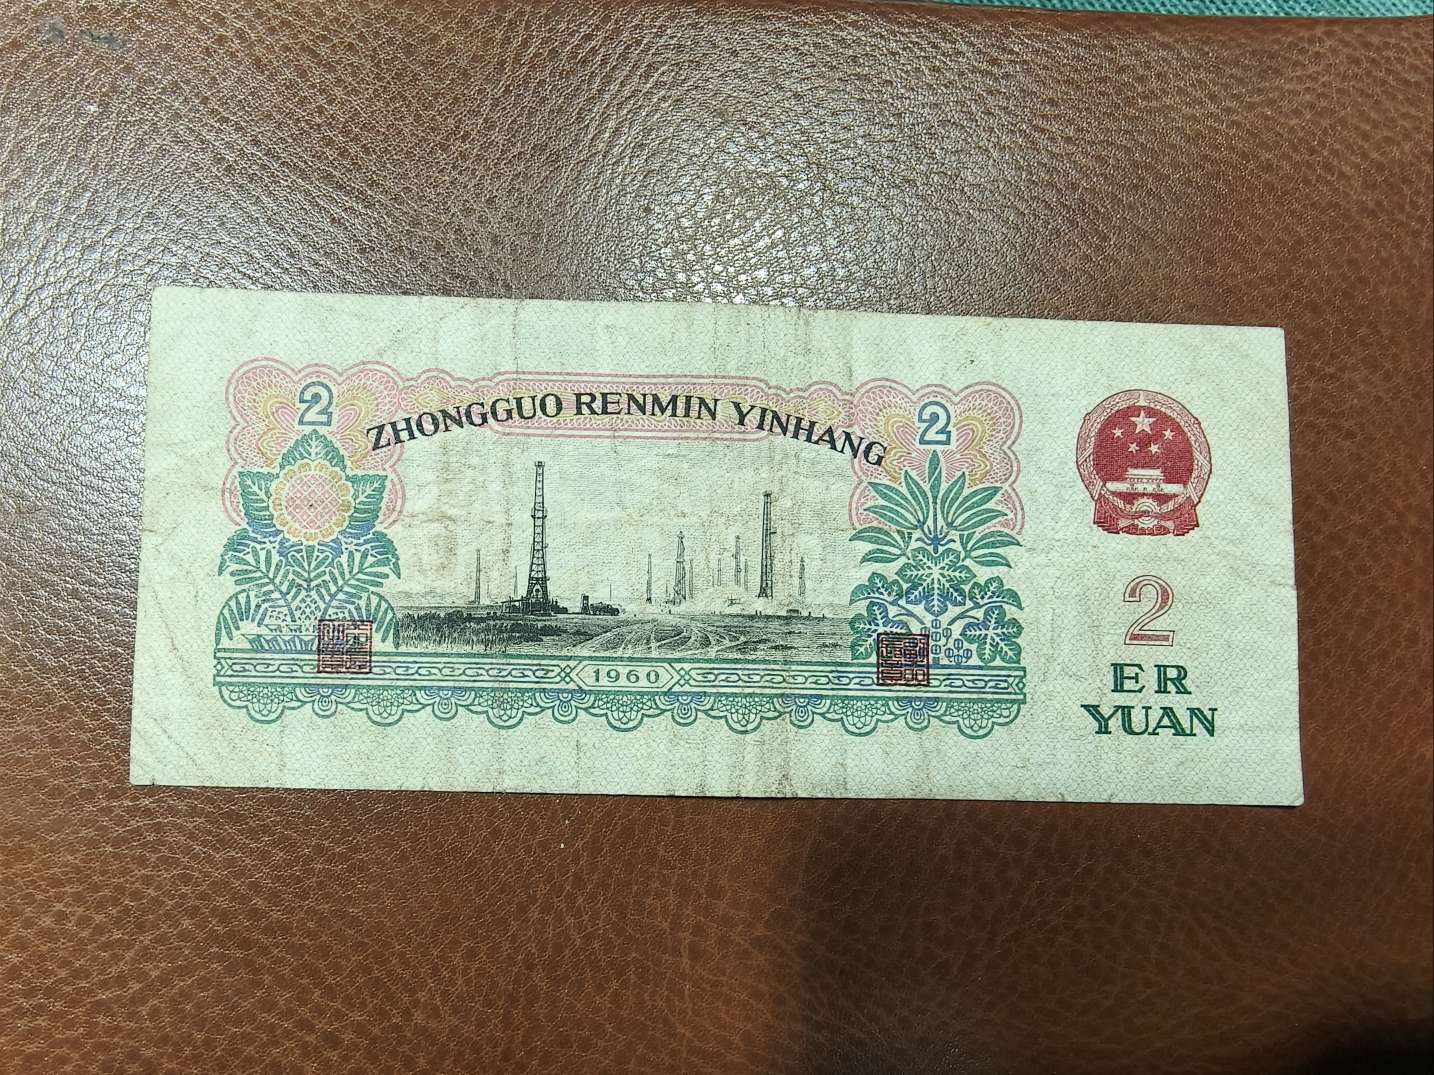 2
2
ZHONGGUO RENMIN YINHANG
1960
2
ER
YUAN